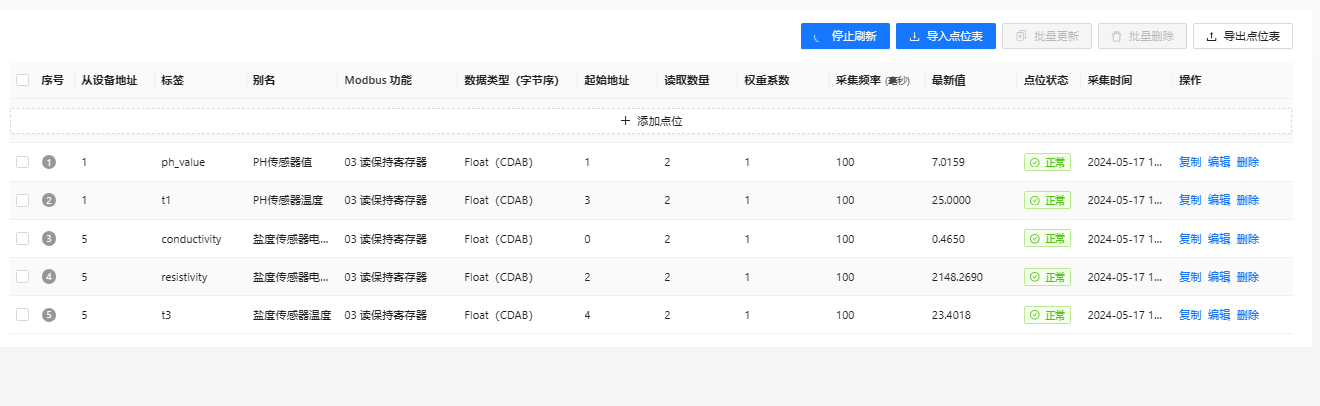 停止刷新 导入点位表 批量更新 批量删除 导出点位表
序号 从设备地址 标签 别名 Modbus 功能 数据类型（字节序） 起始地址 读取数量 权重系数 采集频率 (毫秒) 最新值 点位状态 采集时间 操作
+ 添加点位
1 1 ph_value PH传感器值 03 读保持寄存器 Float（CDAB） 1 2 1 100 7.0159 正常 2024-05-17 1... 复制 编辑 删除
2 1 t1 PH传感器温度 03 读保持寄存器 Float（CDAB） 3 2 1 100 25.0000 正常 2024-05-17 1... 复制 编辑 删除
3 5 conductivity 盐度传感器电... 03 读保持寄存器 Float（CDAB） 0 2 1 100 0.4650 正常 2024-05-17 1... 复制 编辑 删除
4 5 resistivity 盐度传感器电... 03 读保持寄存器 Float（CDAB） 2 2 1 100 2148.2690 正常 2024-05-17 1... 复制 编辑 删除
5 5 t3 盐度传感器温度 03 读保持寄存器 Float（CDAB） 4 2 1 100 23.4018 正常 2024-05-17 1... 复制 编辑 删除